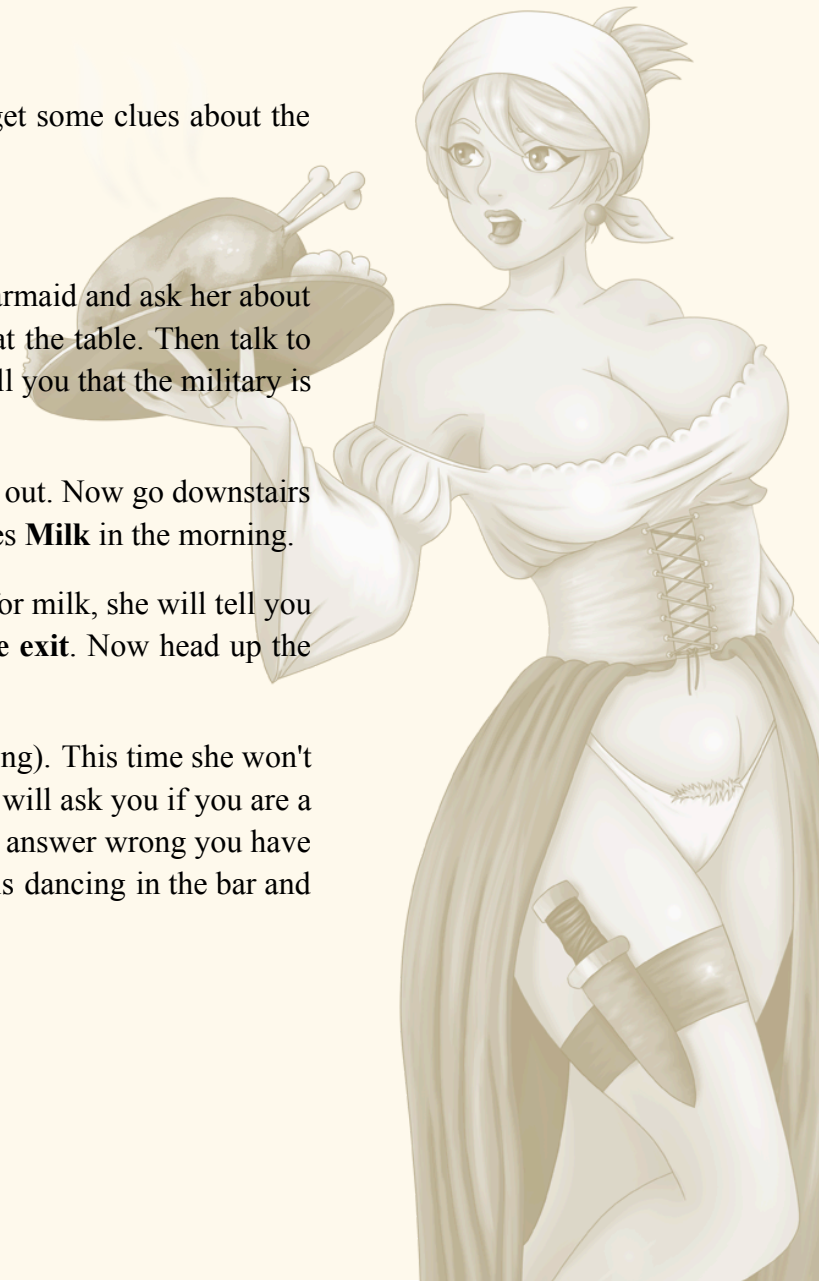 get some clues about the
armaid and ask her about
at the table. Then talk to
ll you that the military is
out. Now go downstairs
es Milk in the morning.
for milk, she will tell you
e exit. Now head up the
ng). This time she won't
will ask you if you are a
answer wrong you have
is dancing in the bar and